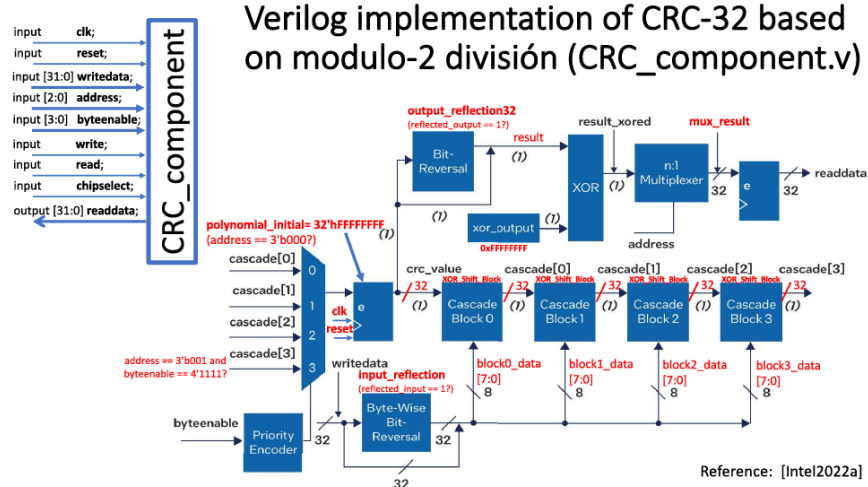 Verilog implementation of CRC-32 based
on modulo-2 división (CRC_component.v)
input clk;
input reset;
input [31:0] writedata;
input [2:0] address;
input [3:0] byteenable;
input write;
input read;
input chipselect;
output [31:0] readdata;
CRC_component
output_reflection32
(reflected_output == 1?)
Bit-
Reversal
result
(1)
(1)
(1)
result_xored
XOR
(1)
xor_output
0xFFFFFFFF
mux_result
n:1
Multiplexer
address
32
e
32
readdata
polynomial_initial= 32'hFFFFFFFF
(address == 3'b000?)
cascade[0]
cascade[1]
cascade[2]
cascade[3]
0
1
2
3
address == 3'b001 and
byteenable == 4'1111?
e
clk
reset
crc_value
32
(1)
XOR_Shift_Block
Cascade
Block 0
cascade[0]
32
(1)
XOR_Shift_Block
Cascade
Block 1
cascade[1]
32
(1)
XOR_Shift_Block
Cascade
Block 2
cascade[2]
32
(1)
XOR_Shift_Block
Cascade
Block 3
cascade[3]
32
(1)
block0_data
[7:0]
8
block1_data
[7:0]
8
block2_data
[7:0]
8
block3_data
[7:0]
8
writedata
input_reflection
(reflected_input == 1?)
Byte-Wise
Bit-
Reversal
32
32
32
byteenable
Priority
Encoder
Reference: [Intel2022a]